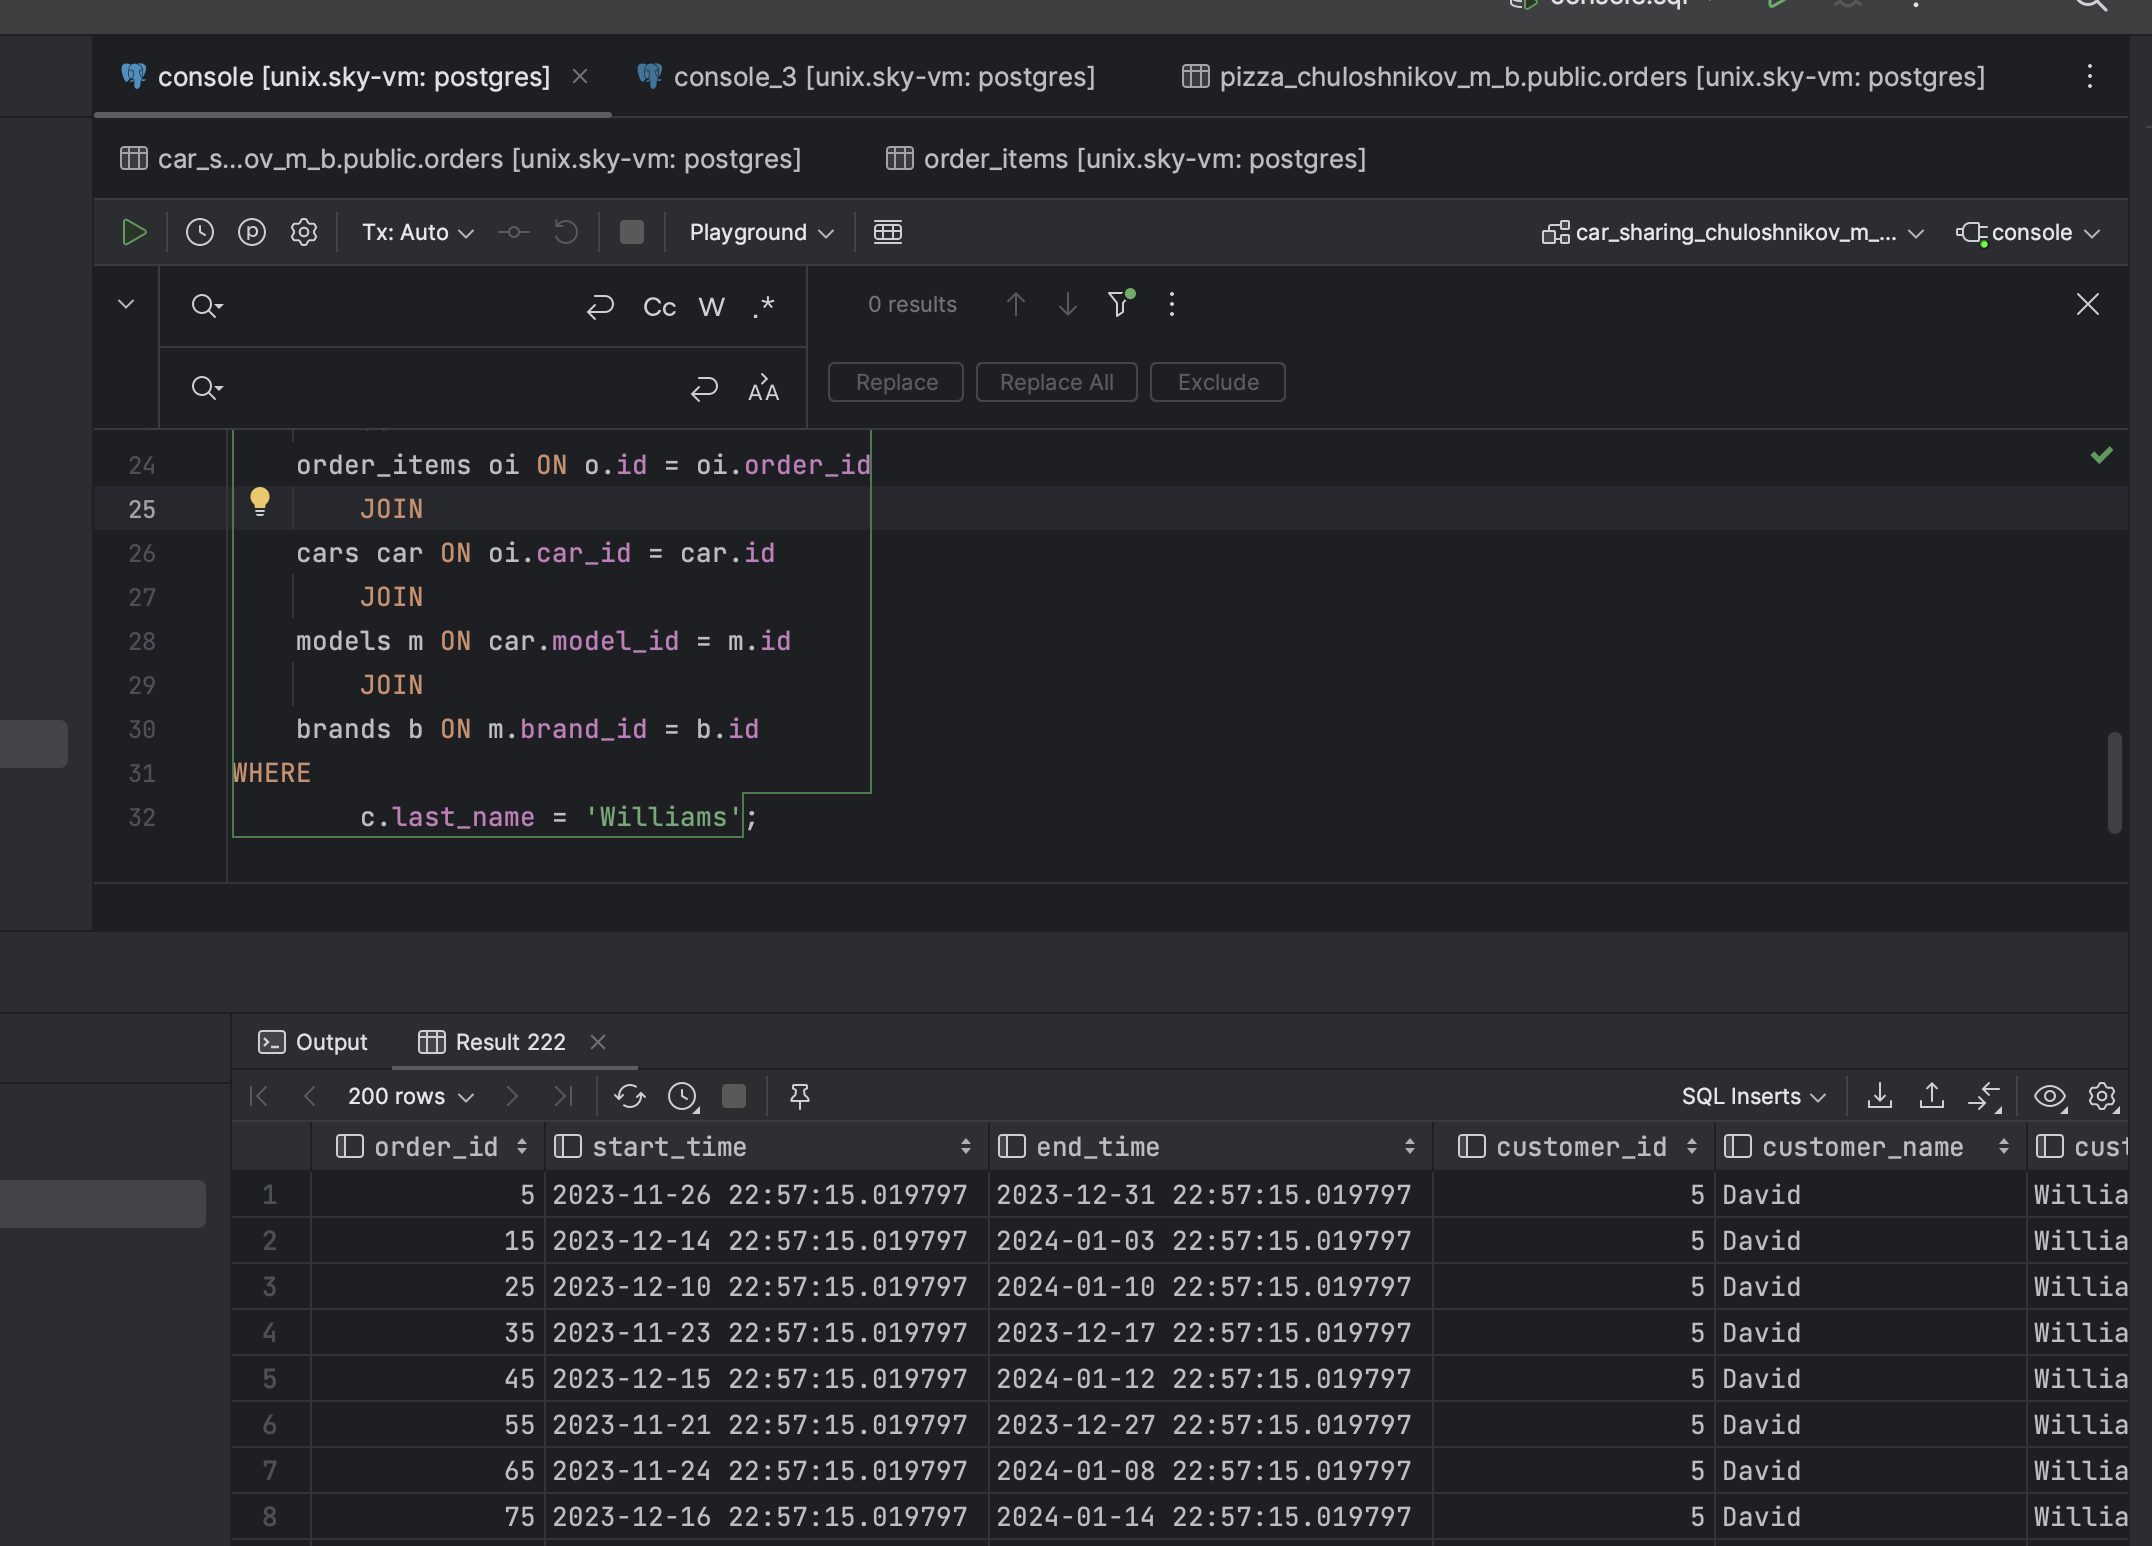 console [unix.sky-vm: postgres]
console_3 [unix.sky-vm: postgres]
pizza_chuloshnikov_m_b.public.orders [unix.sky-vm: postgres]
car_s...ov_m_b.public.orders [unix.sky-vm: postgres]
order_items [unix.sky-vm: postgres]
Tx: Auto
Playground
car_sharing_chuloshnikov_m_...
console
Cc W .*
0 results
Replace
Replace All
Exclude
24 order_items oi ON o.id = oi.order_id
25 JOIN
26 cars car ON oi.car_id = car.id
27 JOIN
28 models m ON car.model_id = m.id
29 JOIN
30 brands b ON m.brand_id = b.id
31 WHERE
32 c.last_name = 'Williams';
Output
Result 222
200 rows
SQL Inserts
order_id start_time end_time customer_id customer_name cust
1 5 2023-11-26 22:57:15.019797 2023-12-31 22:57:15.019797 5 David Willia
2 15 2023-12-14 22:57:15.019797 2024-01-03 22:57:15.019797 5 David Willia
3 25 2023-12-10 22:57:15.019797 2024-01-10 22:57:15.019797 5 David Willia
4 35 2023-11-23 22:57:15.019797 2023-12-17 22:57:15.019797 5 David Willia
5 45 2023-12-15 22:57:15.019797 2024-01-12 22:57:15.019797 5 David Willia
6 55 2023-11-21 22:57:15.019797 2023-12-27 22:57:15.019797 5 David Willia
7 65 2023-11-24 22:57:15.019797 2024-01-08 22:57:15.019797 5 David Willia
8 75 2023-12-16 22:57:15.019797 2024-01-14 22:57:15.019797 5 David Willia